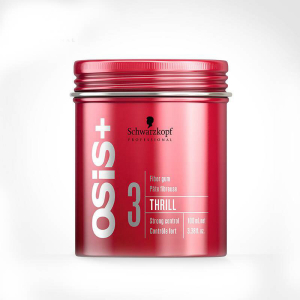 Schwarzkopf
PROFESSIONAL
OSiS+
3
Fiber gum
Pâte fibreuse
THRILL
Strong control
Contrôle fort